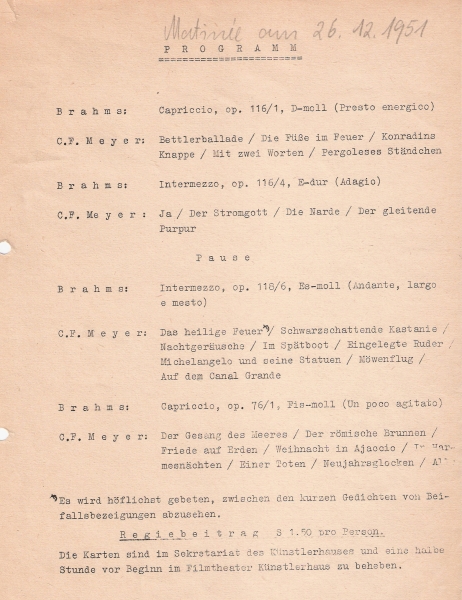 Matinée am 26. 12. 1951
P R O G R A M M
B r a h m s: Capriccio, op. 116/1, D-moll (Presto energico)
C.F. M e y e r: Bettlerballade / Die Füße im Feuer / Konradins
Knappe / Mit zwei Worten / Pergoleses Ständchen
B r a h m s: Intermezzo, op. 116/4, E-dur (Adagio)
C.F. M e y e r: Ja / Der Stromgott / Die Narde / Der gleitende
Purpur
P a u s e
B r a h m s: Intermezzo, op. 118/6, Es-moll (Andante, largo
e mesto)
C.F. M e y e r: Das heilige Feuer / Schwarzschattende Kastanie /
Nachtgeräusche / Im Spätboot / Eingelegte Ruder /
Michelangelo und seine Statuen / Möwenflug /
Auf dem Canal Grande
B r a h m s: Capriccio, op. 76/1, Fis-moll (Un poco agitato)
C.F. M e y e r: Der Gesang des Meeres / Der römische Brunnen /
Friede auf Erden / Weihnacht in Ajaccio /
mesnächten / Einer Toten / Neujahrsglocken /
Es wird höflichst gebeten, zwischen den kurzen Gedichten von Bei-
fallsbezeigungen abzusehen.
R e g i e b e i t r a g S 1.50 pro Person.
Die Karten sind im Sekretariat des Künstlerhauses und eine halbe
Stunde vor Beginn im Filmtheater Künstlerhaus zu beheben.